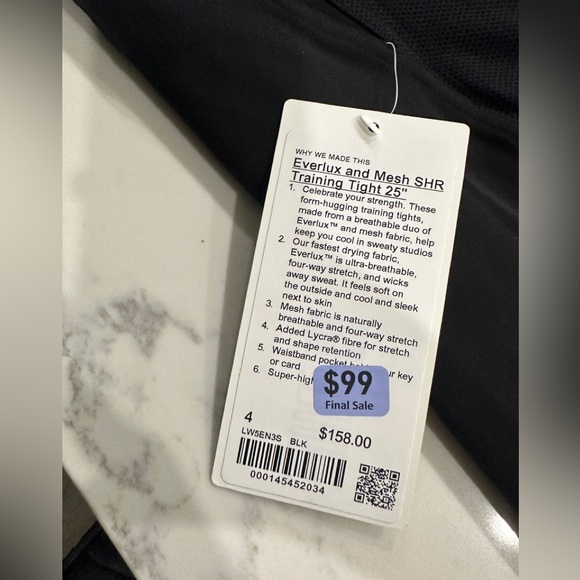 WHY WE MADE THIS
Everlux and Mesh SHR
Training Tight 25"
1. Celebrate your strength. These
form-hugging training tights,
made from a breathable duo of
Everlux™ and mesh fabric, help
keep you cool in sweaty studios
2. Our fastest drying fabric,
Everlux™ is ultra-breathable,
four-way stretch, and wicks
away sweat. It feels soft on
the outside and cool and sleek
next to skin
3. Mesh fabric is naturally
breathable and four-way stretch
4. Added Lycra® fibre for stretch
and shape retention
5. Waistband pocket key
or card
6. Super-high
$99
Final Sale
4
$158.00
LW5EN3S BLK
000145452034